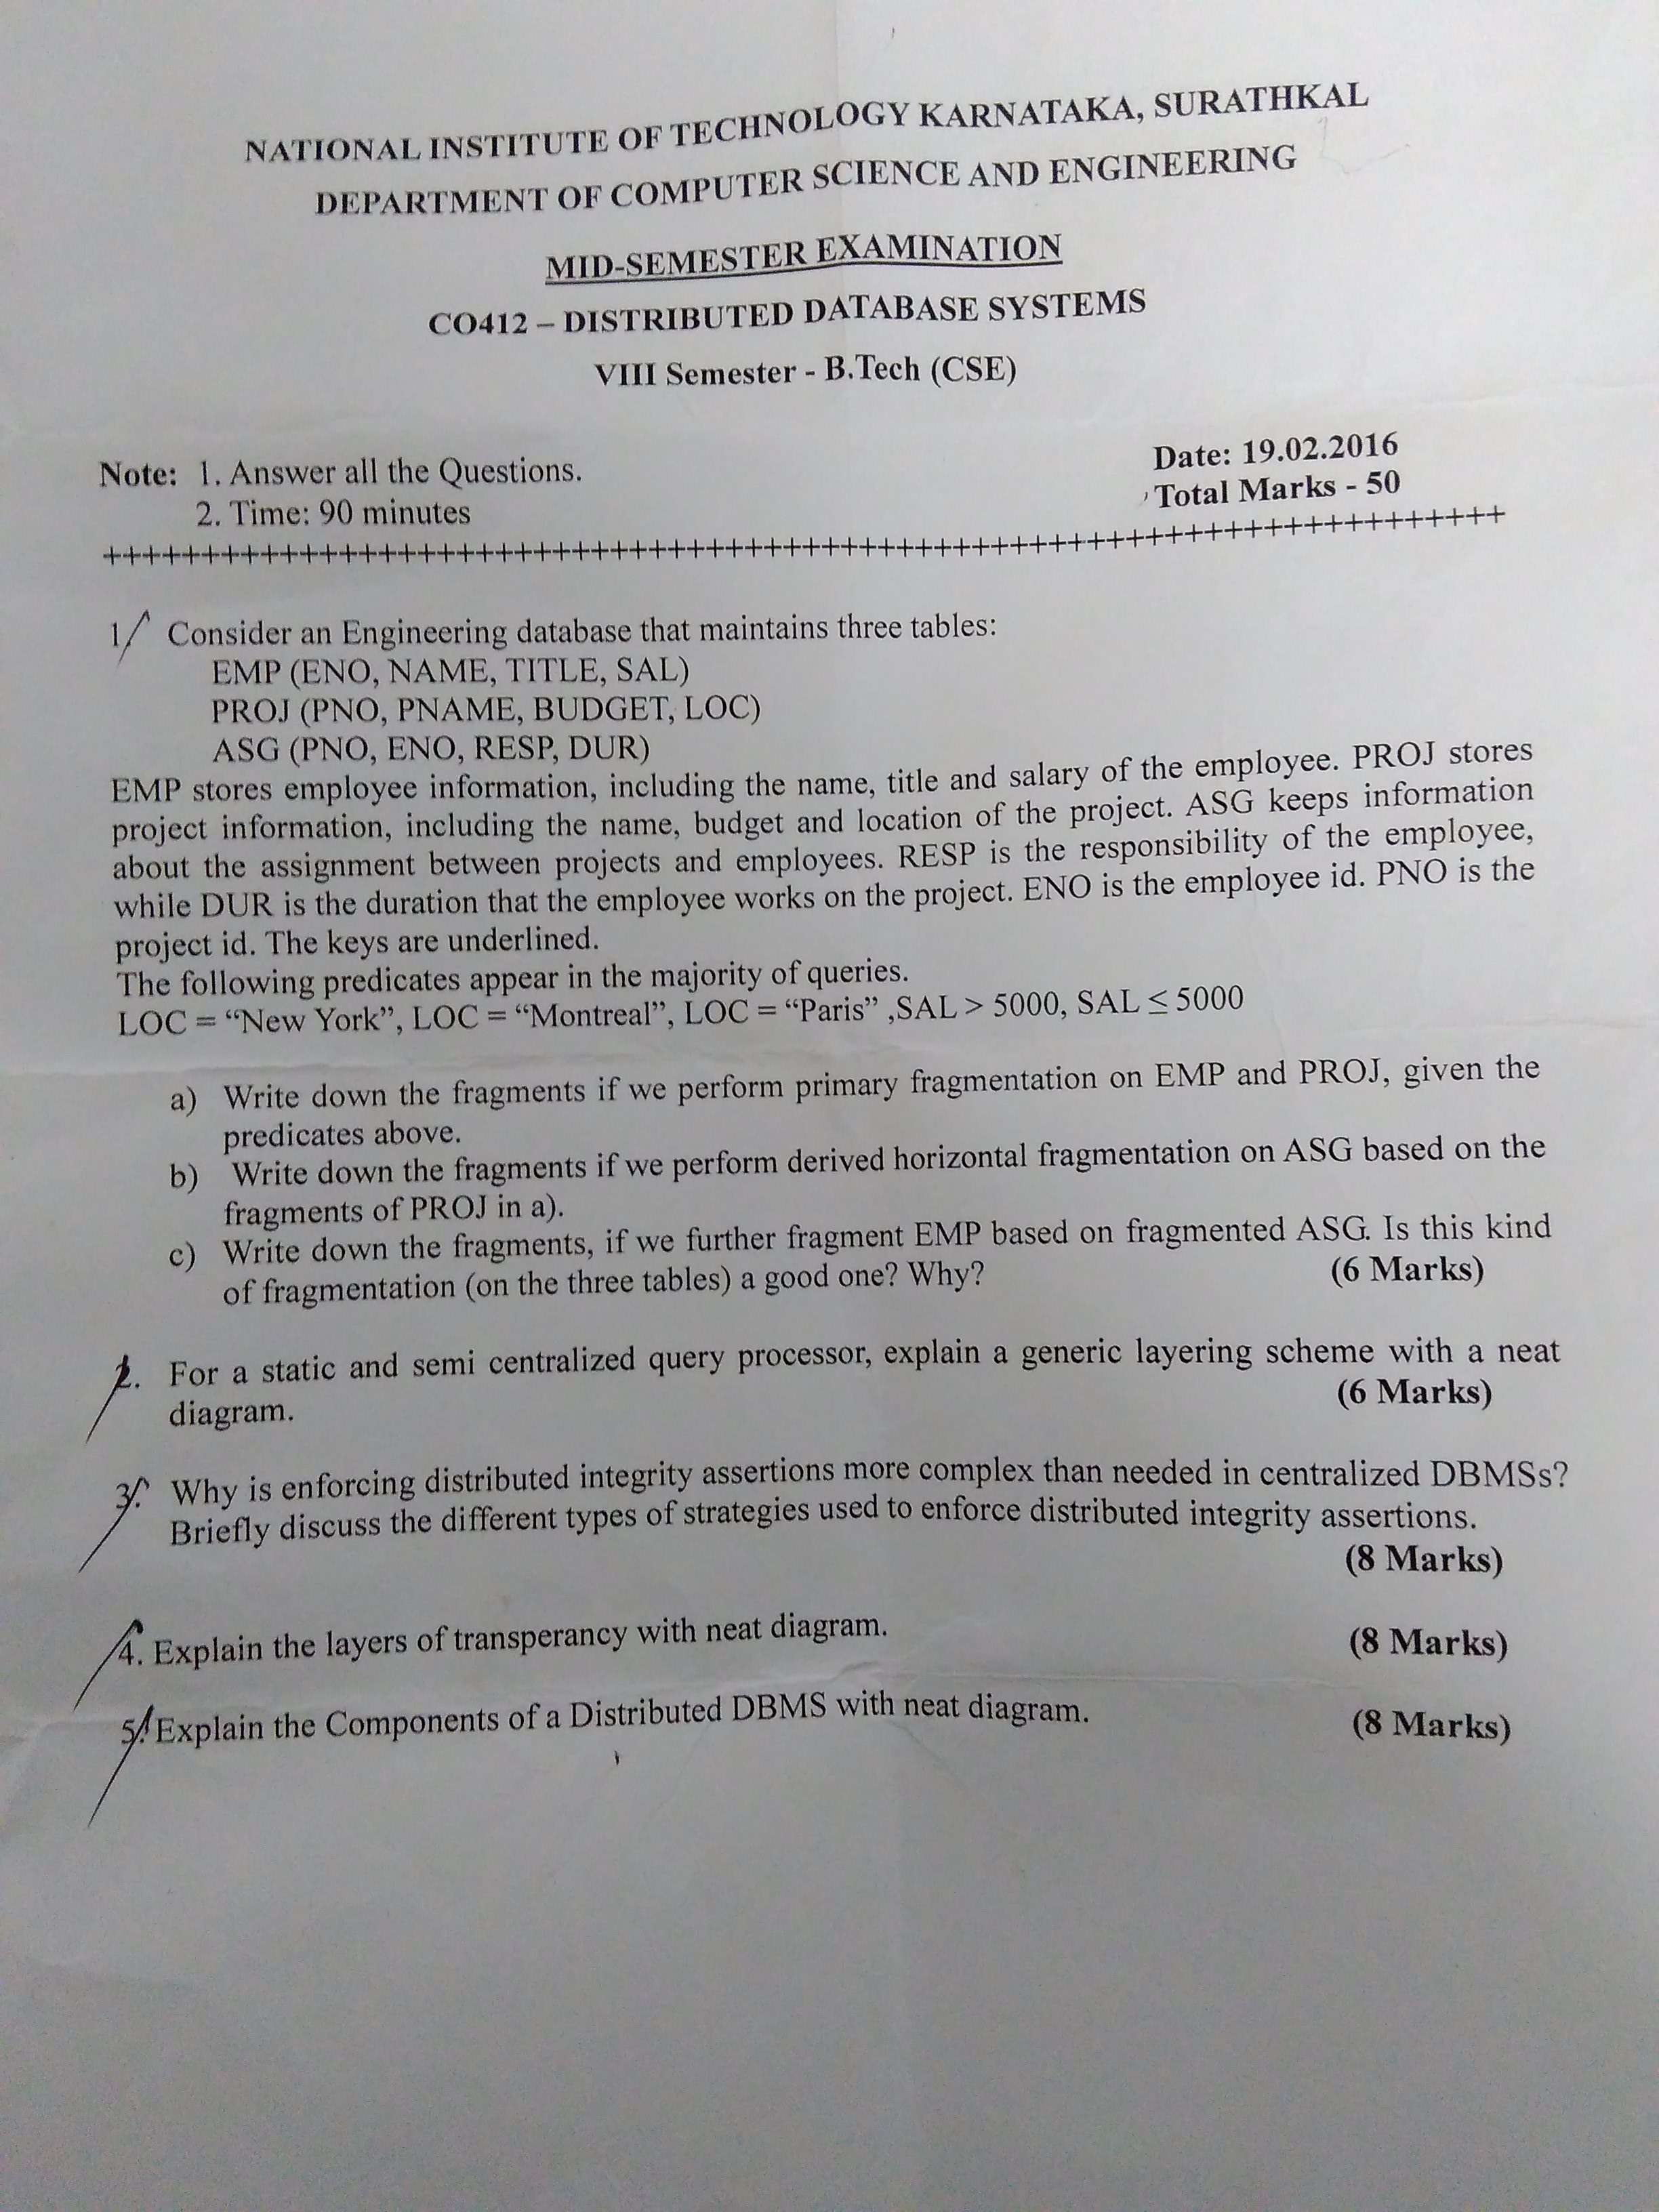 NATIONAL INSTITUTE OF TECHNOLOGY KARNATAKA, SURATHKAL
DEPARTMENT OF COMPUTER SCIENCE AND ENGINEERING
MID-SEMESTER EXAMINATION
CO412 – DISTRIBUTED DATABASE SYSTEMS
VIII Semester - B.Tech (CSE)
Date: 19.02.2016
Note: 1. Answer all the Questions.
Total Marks - 50
2. Time: 90 minutes
++++++++++++++++++++++++++++++++++++++++++++++++++++++++++++++++++++++++
1. Consider an Engineering database that maintains three tables:
EMP (ENO, NAME, TITLE, SAL)
PROJ (PNO, PNAME, BUDGET, LOC)
ASG (PNO, ENO, RESP, DUR)
EMP stores employee information, including the name, title and salary of the employee. PROJ stores
project information, including the name, budget and location of the project. ASG keeps information
about the assignment between projects and employees. RESP is the responsibility of the employee,
while DUR is the duration that the employee works on the project. ENO is the employee id. PNO is the
project id. The keys are underlined.
The following predicates appear in the majority of queries.
LOC = “New York”, LOC = “Montreal”, LOC = “Paris” ,SAL > 5000, SAL ≤ 5000
a) Write down the fragments if we perform primary fragmentation on EMP and PROJ, given the
predicates above.
b) Write down the fragments if we perform derived horizontal fragmentation on ASG based on the
fragments of PROJ in a).
c) Write down the fragments, if we further fragment EMP based on fragmented ASG. Is this kind
of fragmentation (on the three tables) a good one? Why? (6 Marks)
2. For a static and semi centralized query processor, explain a generic layering scheme with a neat
diagram. (6 Marks)
3. Why is enforcing distributed integrity assertions more complex than needed in centralized DBMSs?
Briefly discuss the different types of strategies used to enforce distributed integrity assertions.
(8 Marks)
4. Explain the layers of transperancy with neat diagram. (8 Marks)
5. Explain the Components of a Distributed DBMS with neat diagram. (8 Marks)